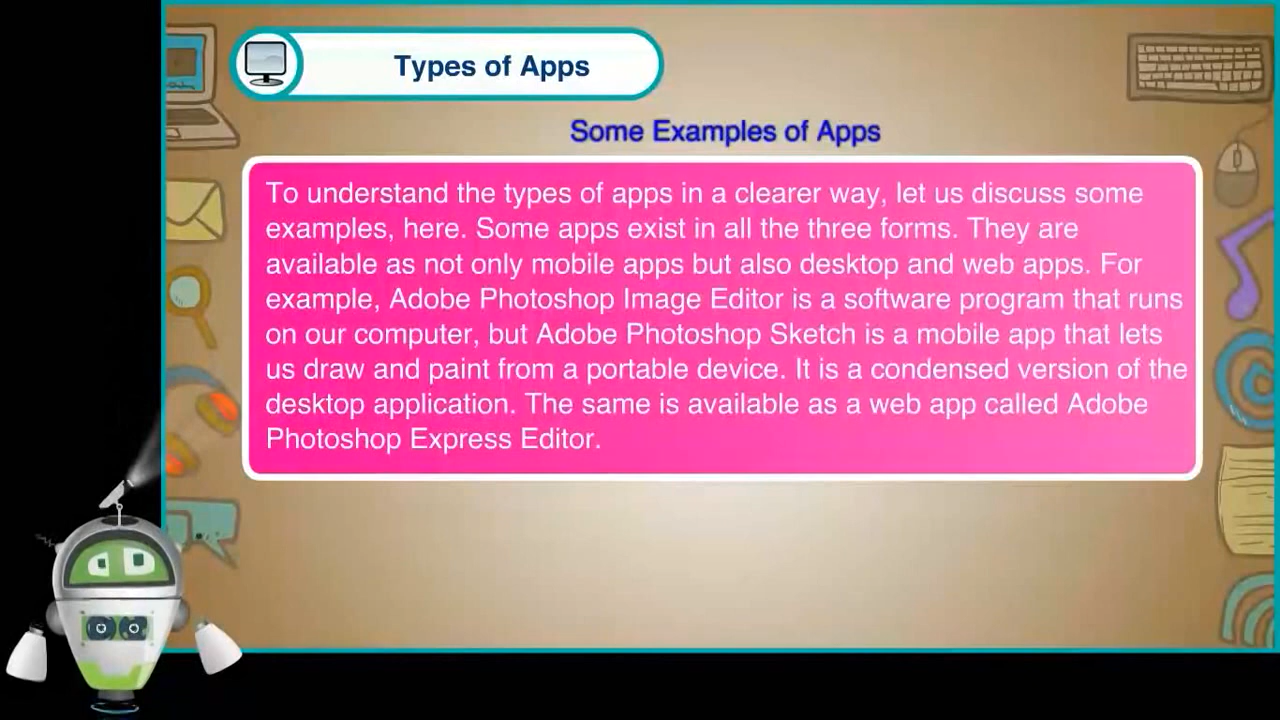 Types of Apps
Some Examples of Apps
To understand the types of apps in a clearer way, let us discuss some
examples, here. Some apps exist in all the three forms. They are
available as not only mobile apps but also desktop and web apps. For
example, Adobe Photoshop Image Editor is a software program that runs
on our computer, but Adobe Photoshop Sketch is a mobile app that lets
us draw and paint from a portable device. It is a condensed version of the
desktop application. The same is available as a web app called Adobe
Photoshop Express Editor.